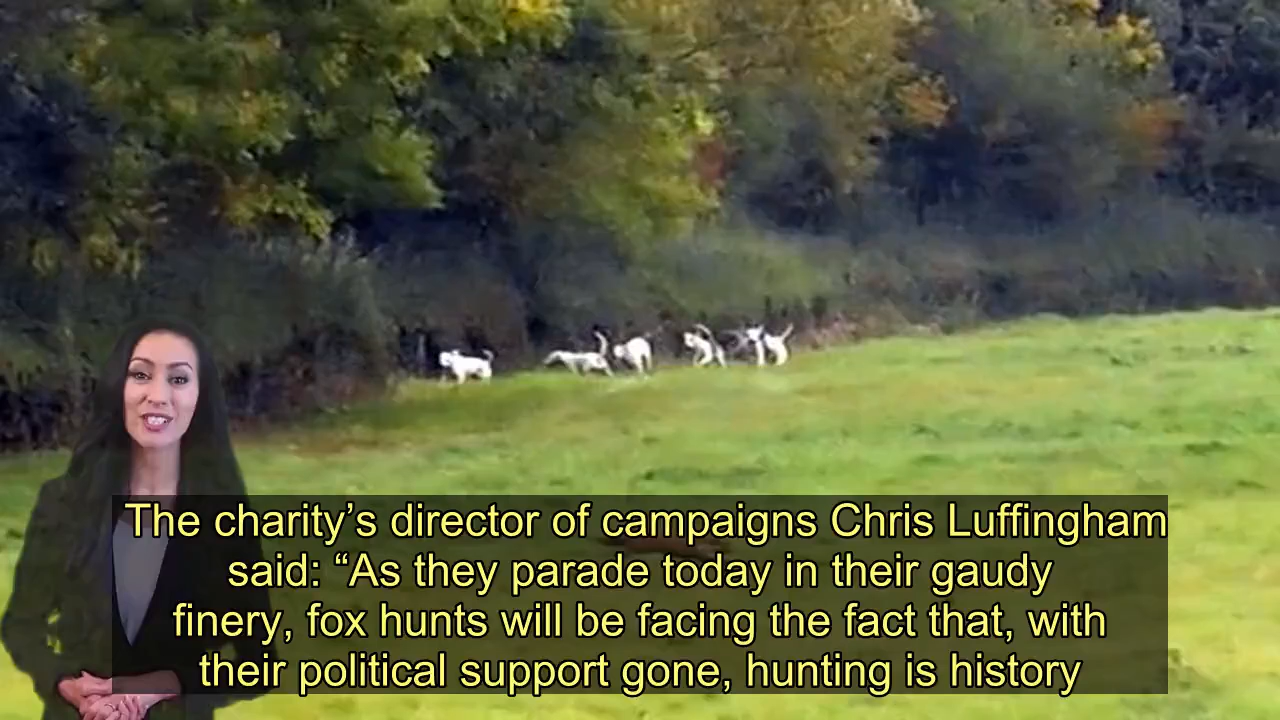 The charity’s director of campaigns Chris Luffingham
said: “As they parade today in their gaudy
finery, fox hunts will be facing the fact that, with
their political support gone, hunting is history